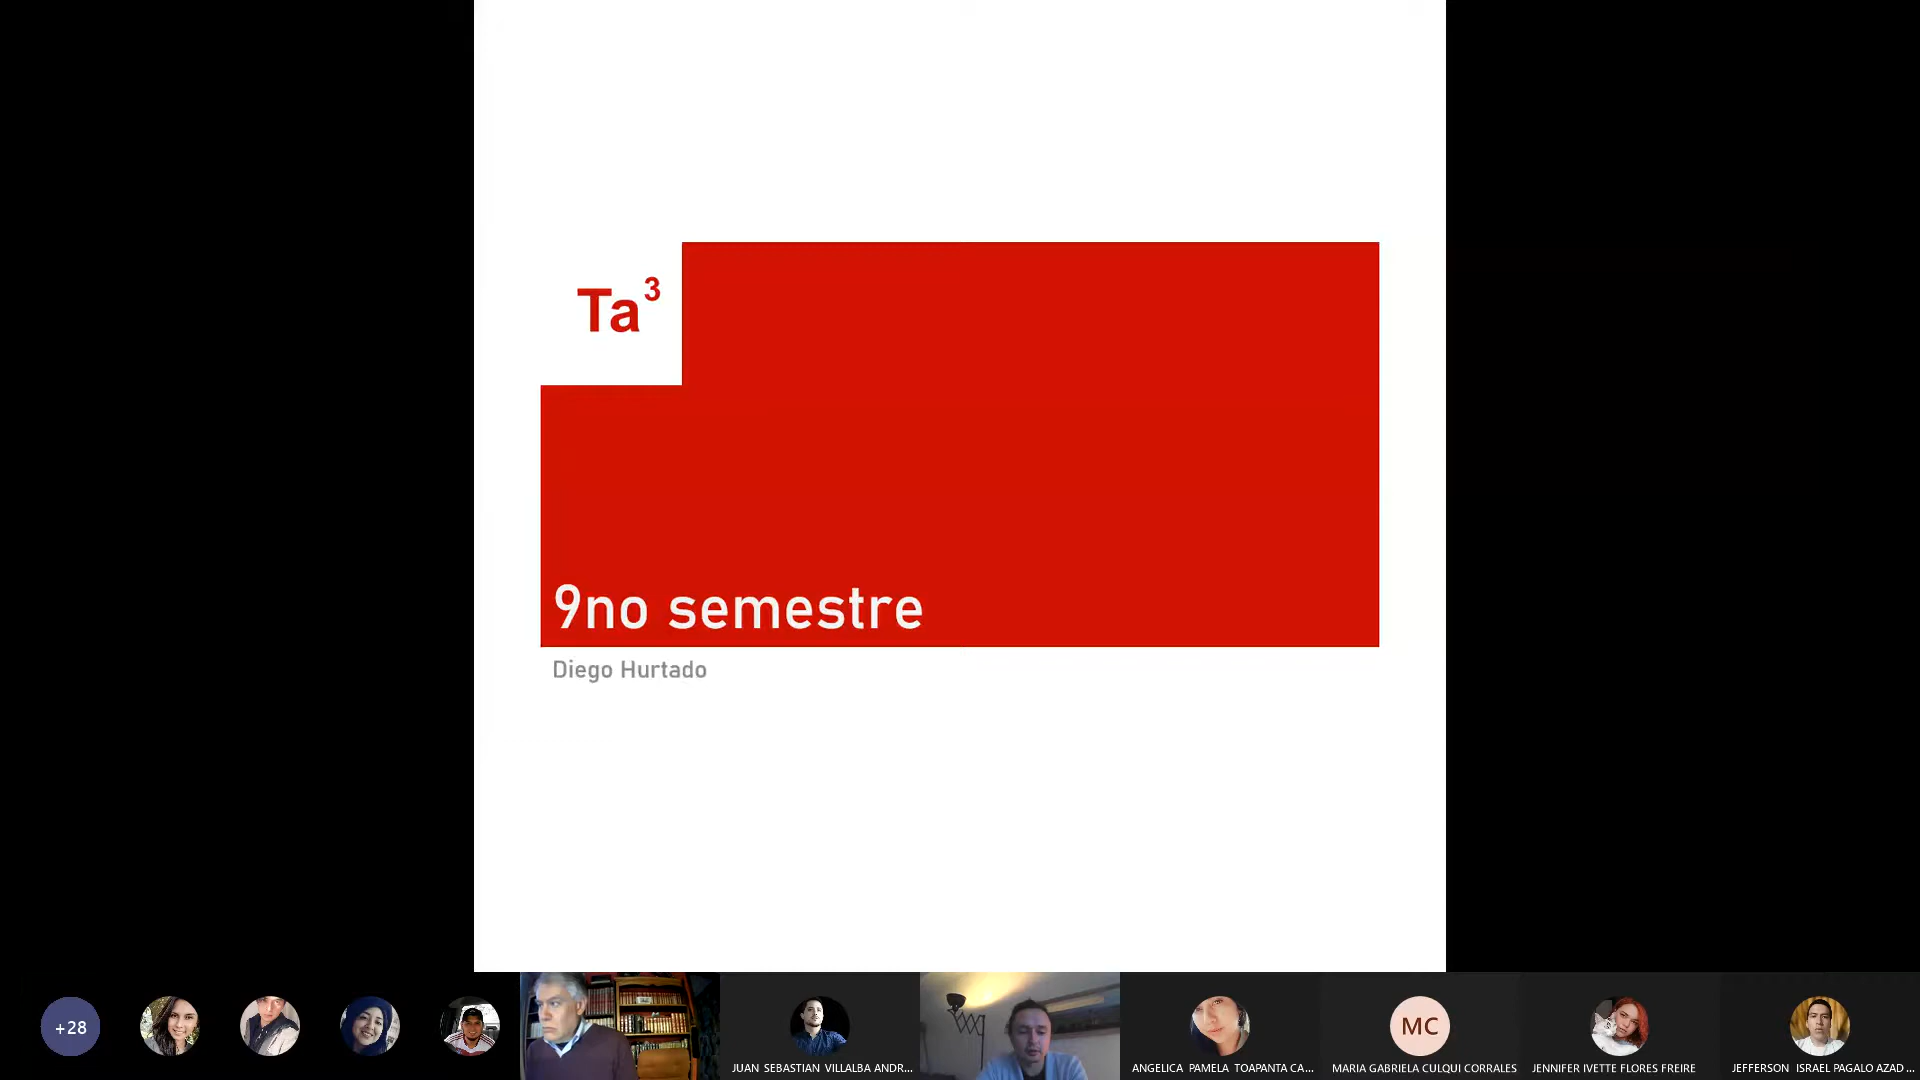 Ta³
9no semestre
Diego Hurtado
+28
JUAN SEBASTIAN VILLALBA ANDR...
ANGELICA PAMELA TOAPANTA CA...
MC
MARIA GABRIELA CULQUI CORRALES
JENNIFER IVETTE FLORES FREIRE
JEFFERSON ISRAEL PAGALO AZAD ...